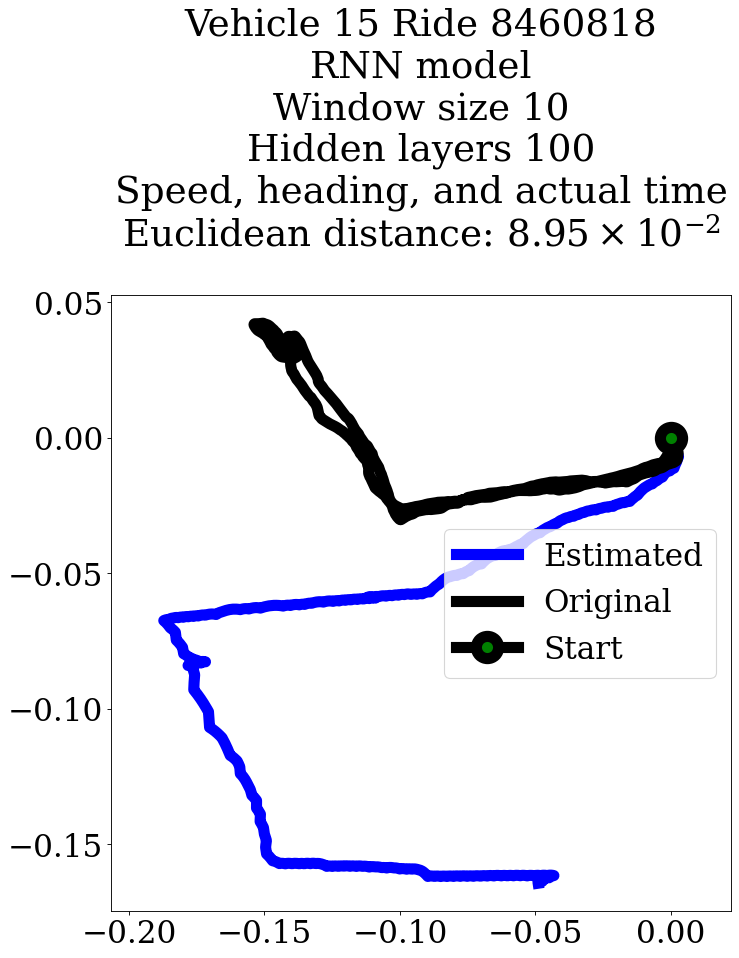 Vehicle 15 Ride 8460818
RNN model
Window size 10
Hidden layers 100
Speed, heading, and actual time
Euclidean distance: 8.95 × 10⁻²
0.05
0.00
−0.05
−0.10
−0.15
Estimated
Original
Start
−0.20 −0.15 −0.10 −0.05 0.00